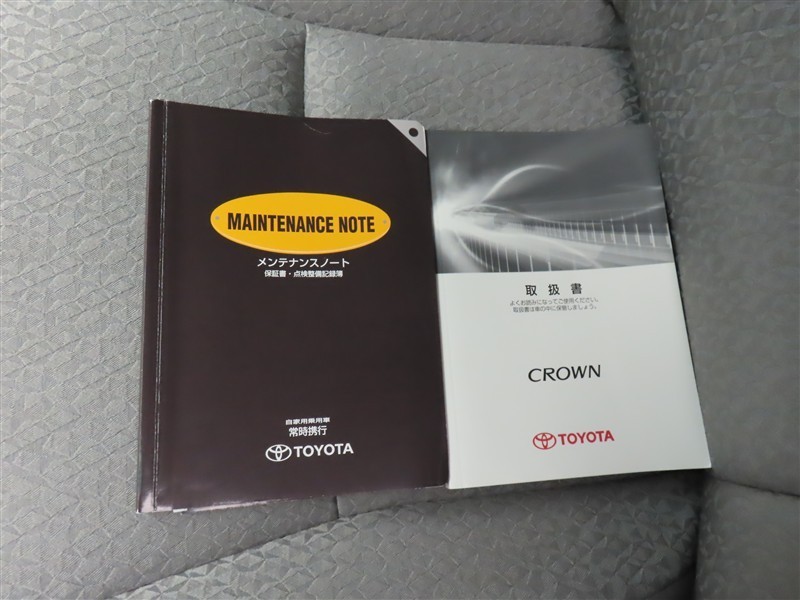 MAINTENANCE NOTE
メンテナンスノート
保証書・点検整備記録簿
自家用乗用車
常時携行
TOYOTA
取扱書
よくお読みになってご使用ください。
取扱書は車の中に保管しましょう。
CROWN
TOYOTA